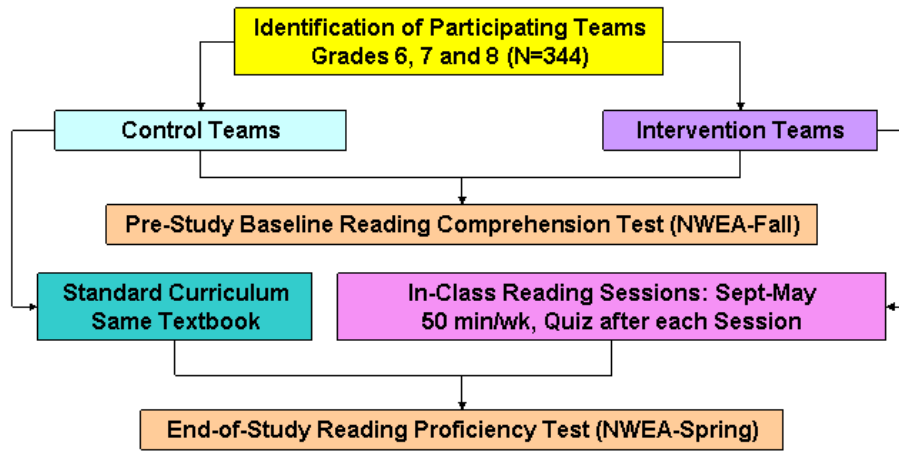 Identification of Participating Teams
Grades 6, 7 and 8 (N=344)
Control Teams
Intervention Teams
Pre-Study Baseline Reading Comprehension Test (NWEA-Fall)
Standard Curriculum
Same Textbook
In-Class Reading Sessions: Sept-May
50 min/wk, Quiz after each Session
End-of-Study Reading Proficiency Test (NWEA-Spring)